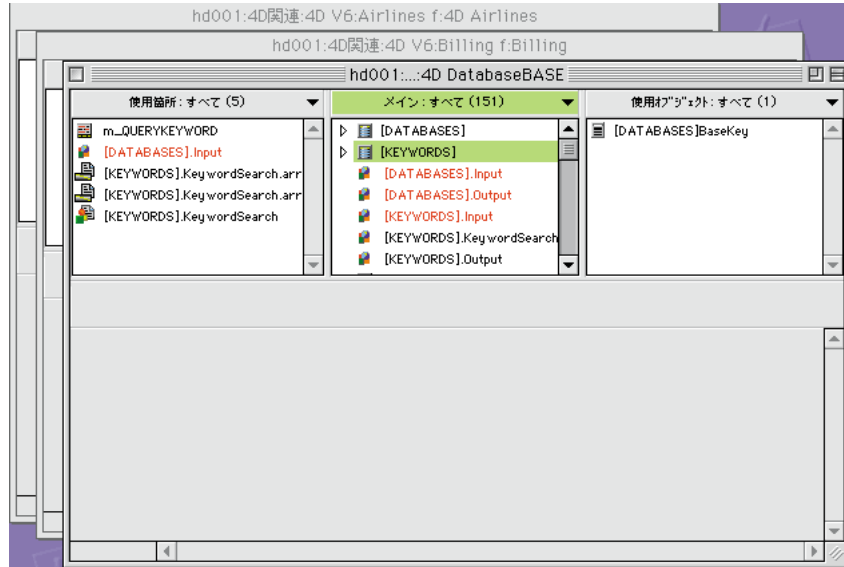 hd001:4D関連:4D V6:Airlines f:4D Airlines
hd001:4D関連:4D V6:Billing f:Billing
hd001:...:4D DatabaseBASE
使用箇所: すべて (5)
m_QUERYKEYWORD
[DATABASES].Input
[KEYWORDS].KeywordSearch.arr
[KEYWORDS].KeywordSearch.arr
[KEYWORDS].KeywordSearch
メイン: すべて (151)
[DATABASES]
[KEYWORDS]
[DATABASES].Input
[DATABASES].Output
[KEYWORDS].Input
[KEYWORDS].KeywordSearch
[KEYWORDS].Output
使用オブジェクト: すべて (1)
[DATABASES]BaseKey